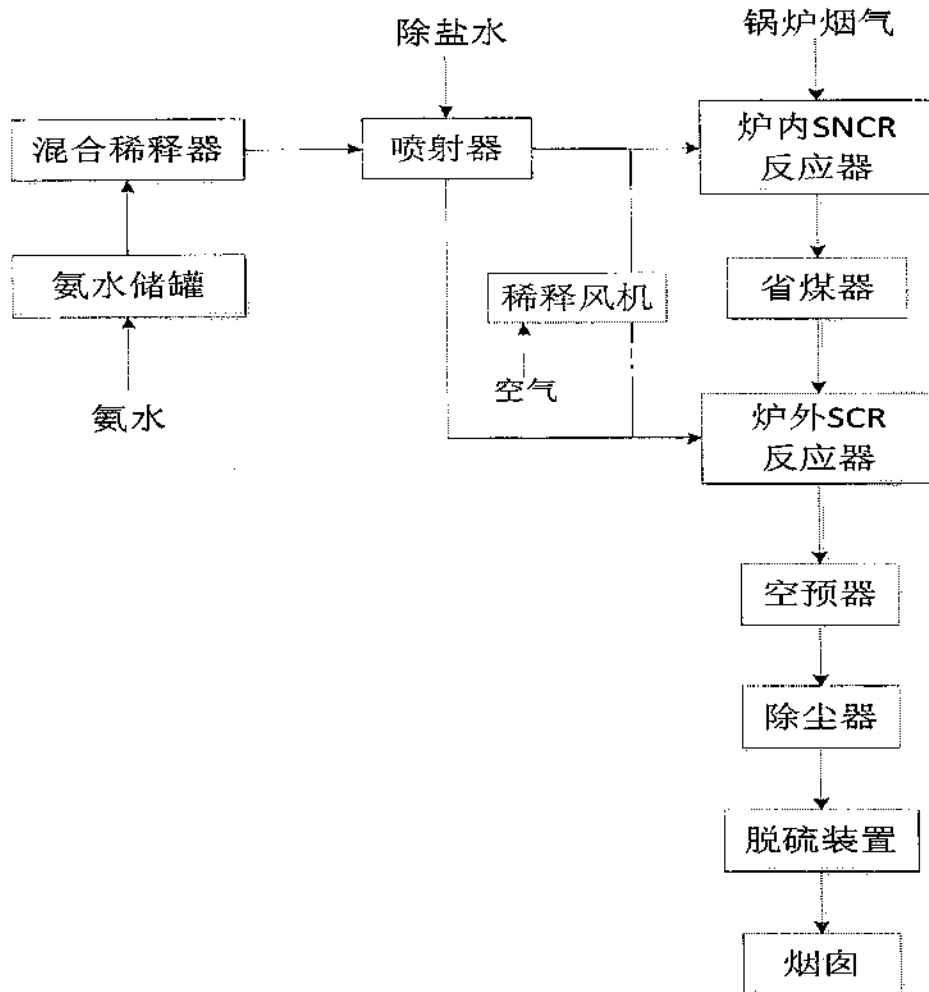 除盐水
锅炉烟气
混合稀释器
喷射器
炉内SNCR
反应器
氨水储罐
稀释风机
省煤器
空气
氨水
炉外SCR
反应器
空预器
除尘器
脱硫装置
烟囱